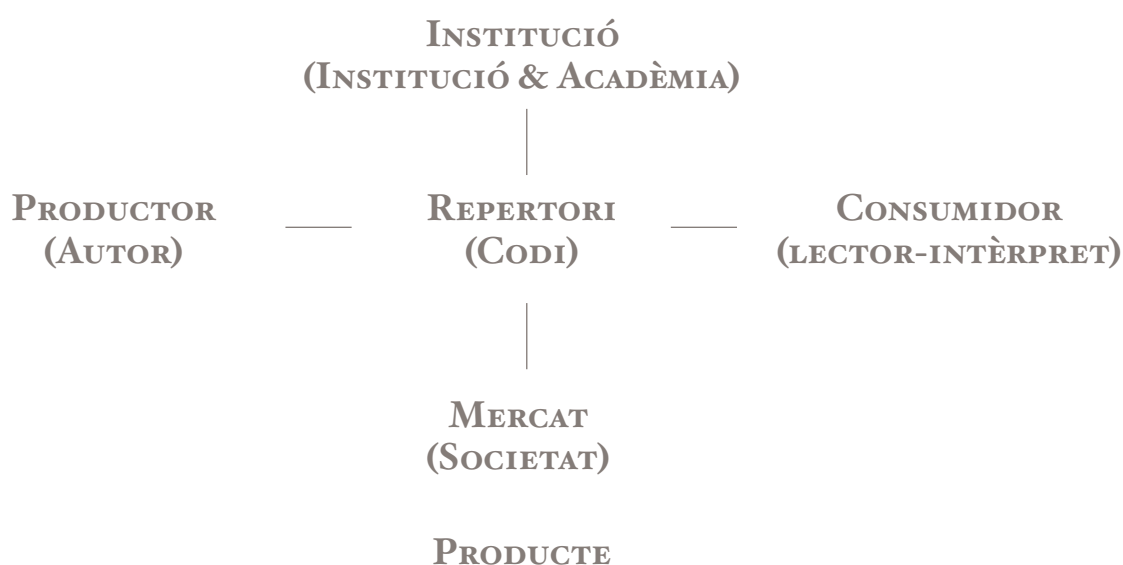 Institució
(Institució & Acadèmia)
Productor
(Autor)
Repertori
(Codi)
Consumidor
(lector-intèrpret)
Mercat
(Societat)
Producte